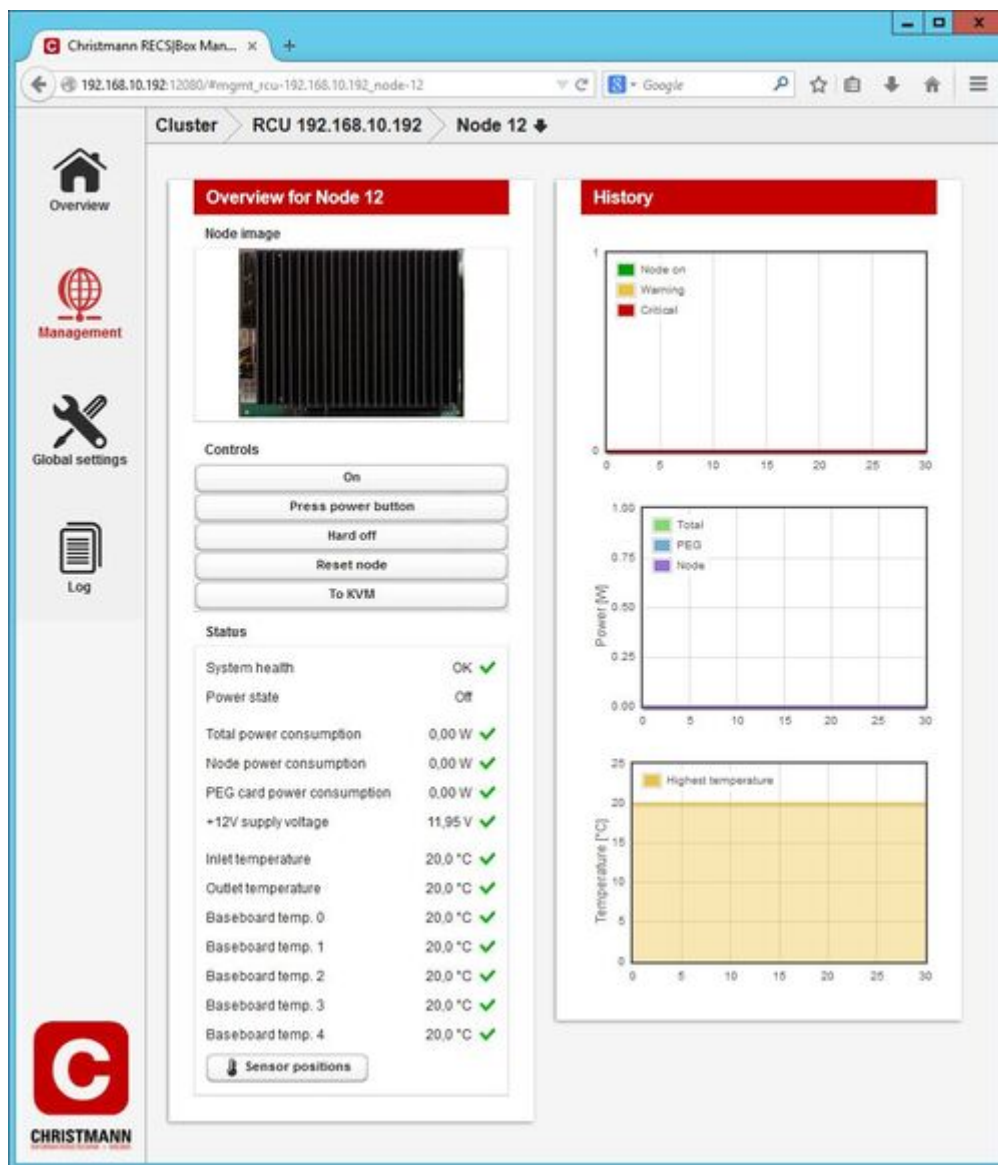 Christmann RECS|Box Man... × +
192.168.10.192:12080/#mgmt_rcu-192.168.10.192_node-12
Google
Cluster RCU 192.168.10.192 Node 12
Overview
Management
Global settings
Log
Overview for Node 12
Node image
Controls
On
Press power button
Hard off
Reset node
To KVM
Status
System health OK
Power state Off
Total power consumption 0,00 W
Node power consumption 0,00 W
PEG card power consumption 0,00 W
+12V supply voltage 11,95 V
Inlet temperature 20,0 °C
Outlet temperature 20,0 °C
Baseboard temp. 0 20,0 °C
Baseboard temp. 1 20,0 °C
Baseboard temp. 2 20,0 °C
Baseboard temp. 3 20,0 °C
Baseboard temp. 4 20,0 °C
Sensor positions
History
1
Node on
Warning
Critical
0
0 5 10 15 20 25 30
1.00
Total
PEG
0.75
Node
Power [W]
0.50
0.25
0.00
0 5 10 15 20 25 30
25
Highest temperature
20
Temperature [°C]
15
10
5
0
0 5 10 15 20 25 30
C
CHRISTMANN